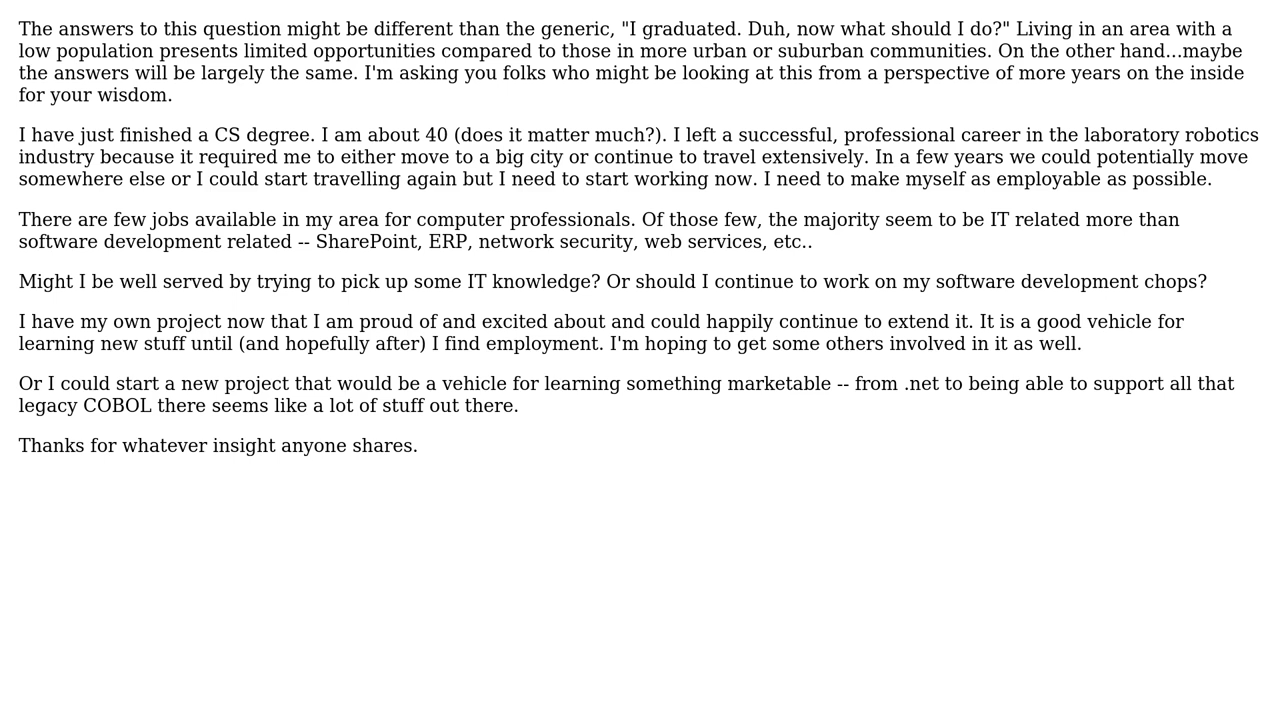 The answers to this question might be different than the generic, "I graduated. Duh, now what should I do?" Living in an area with a
low population presents limited opportunities compared to those in more urban or suburban communities. On the other hand...maybe
the answers will be largely the same. I'm asking you folks who might be looking at this from a perspective of more years on the inside
for your wisdom.
I have just finished a CS degree. I am about 40 (does it matter much?). I left a successful, professional career in the laboratory robotics
industry because it required me to either move to a big city or continue to travel extensively. In a few years we could potentially move
somewhere else or I could start travelling again but I need to start working now. I need to make myself as employable as possible.
There are few jobs available in my area for computer professionals. Of those few, the majority seem to be IT related more than
software development related -- SharePoint, ERP, network security, web services, etc..
Might I be well served by trying to pick up some IT knowledge? Or should I continue to work on my software development chops?
I have my own project now that I am proud of and excited about and could happily continue to extend it. It is a good vehicle for
learning new stuff until (and hopefully after) I find employment. I'm hoping to get some others involved in it as well.
Or I could start a new project that would be a vehicle for learning something marketable -- from .net to being able to support all that
legacy COBOL there seems like a lot of stuff out there.
Thanks for whatever insight anyone shares.